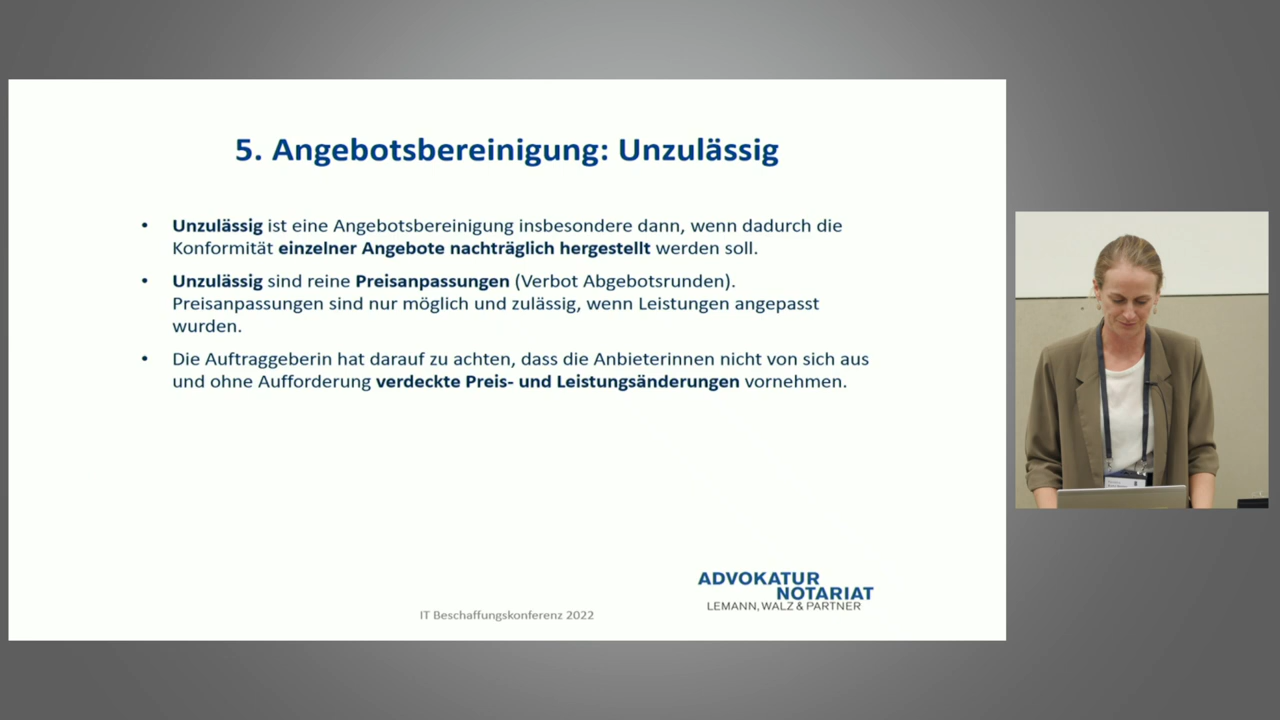 5. Angebotsbereinigung: Unzulässig
• Unzulässig ist eine Angebotsbereinigung insbesondere dann, wenn dadurch die
Konformität einzelner Angebote nachträglich hergestellt werden soll.
• Unzulässig sind reine Preisanpassungen (Verbot Abgebotsrunden).
Preisanpassungen sind nur möglich und zulässig, wenn Leistungen angepasst
wurden.
• Die Auftraggeberin hat darauf zu achten, dass die Anbieterinnen nicht von sich aus
und ohne Aufforderung verdeckte Preis- und Leistungsänderungen vornehmen.
ADVOKATUR
NOTARIAT
LEMANN, WALZ & PARTNER
IT Beschaffungskonferenz 2022